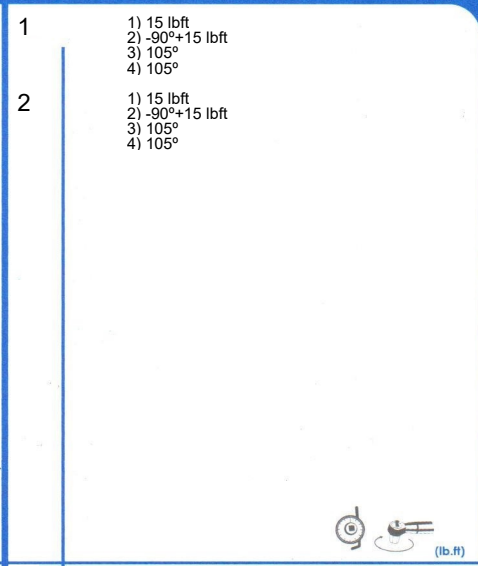 1
1) 15 lbft
2) -90º+15 lbft
3) 105º
4) 105º
2
1) 15 lbft
2) -90º+15 lbft
3) 105º
4) 105º
(lb.ft)